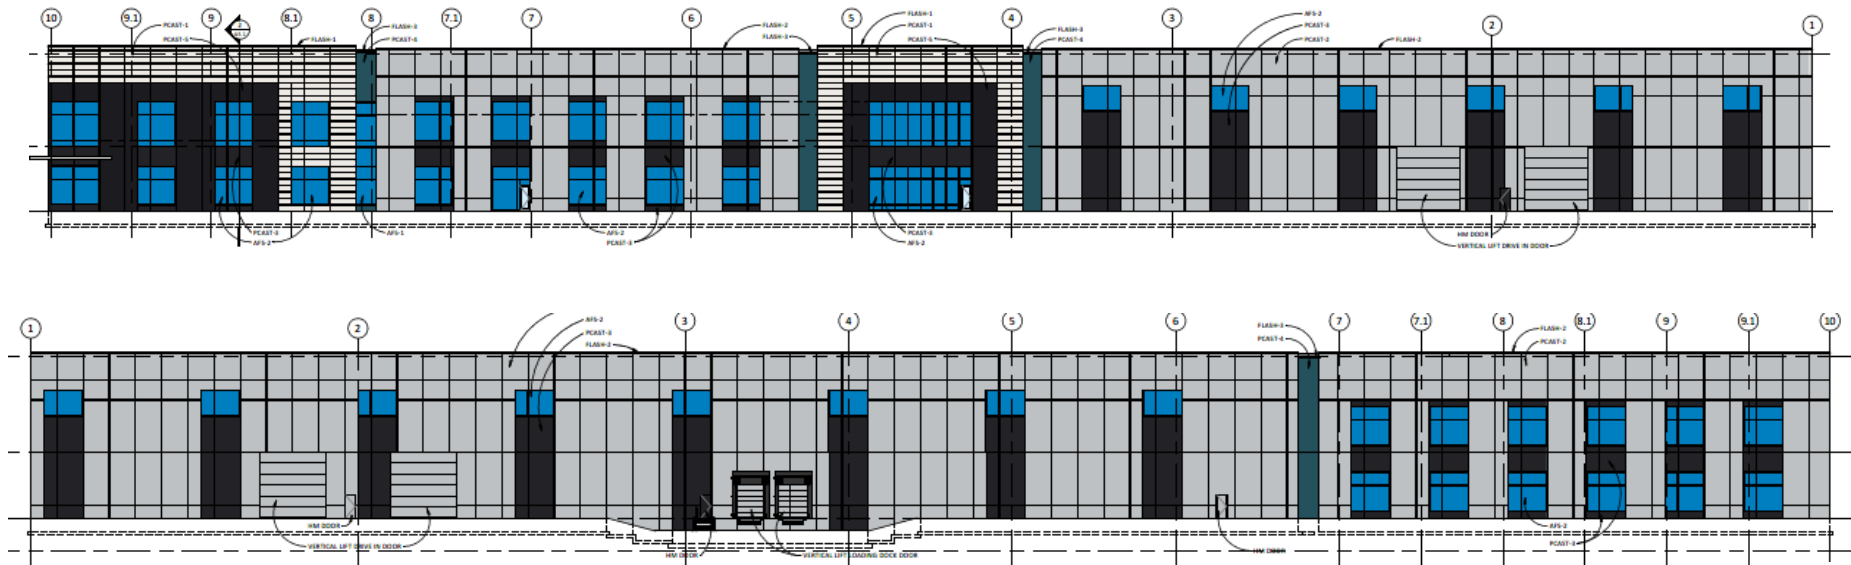 10 9.1 9 8.1 8 7.1 7 6 5 4 3 2 1
2
PCAST-1
PCAST-5
FLASH-1
FLASH-3
PCAST-4
FLASH-2
FLASH-3
FLASH-1
PCAST-1
PCAST-5
FLASH-3
PCAST-4
AFS-2
PCAST-3
PCAST-2
FLASH-2
PCAST-3
AFS-2
AFS-1
AFS-2
PCAST-3
PCAST-3
AFS-2
HM DOOR
VERTICAL LIFT DRIVE IN DOOR
1 2 3 4 5 6 7 7.1 8 8.1 9 9.1 10
AFS-2
PCAST-3
FLASH-2
FLASH-3
PCAST-4
FLASH-2
PCAST-2
HM DOOR
VERTICAL LIFT DRIVE IN DOOR
HM DOOR
VERTICAL LIFT LOADING DOCK DOOR
HM DOOR
AFS-2
PCAST-3